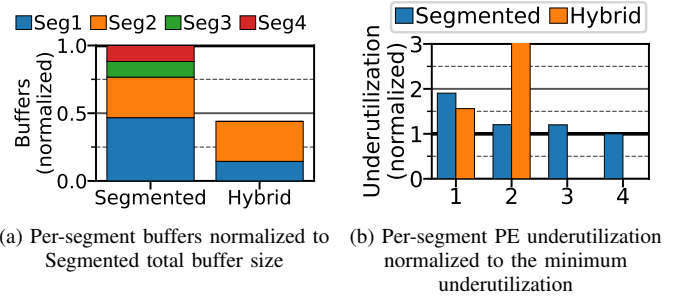 Seg1 Seg2 Seg3 Seg4
Buffers
(normalized)
1.0
0.5
0.0
Segmented Hybrid
(a) Per-segment buffers normalized to
Segmented total buffer size
Segmented Hybrid
Underutilization
(normalized)
3
2
1
0
1 2 3 4
(b) Per-segment PE underutilization
normalized to the minimum
underutilization